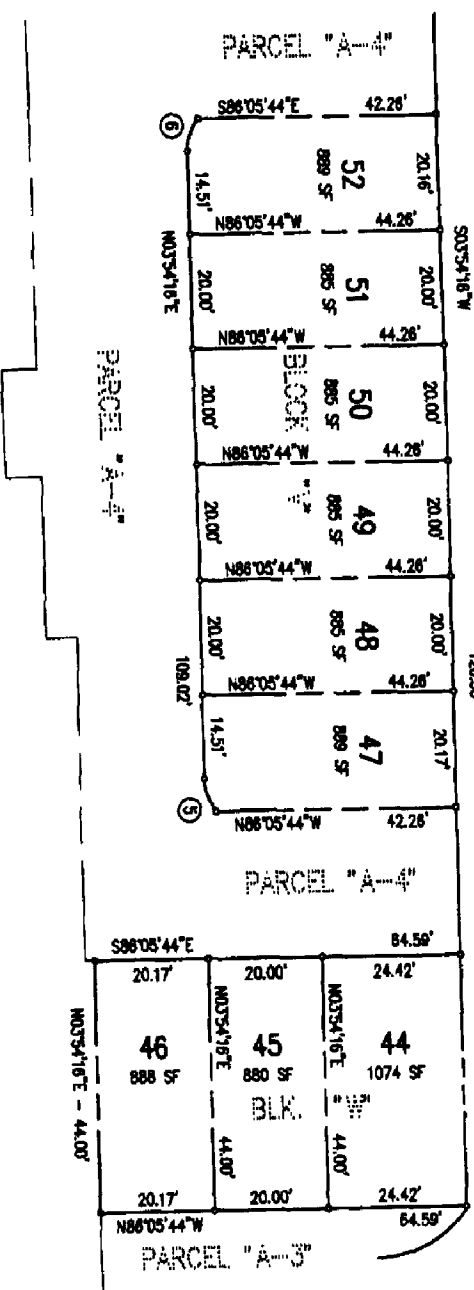 PARCEL "A-4"
S86°05'44"E 42.26'
6
52
889 SF
20.16'
14.51'
N86°05'44"W 44.26'
S03°54'16"W
N03°54'16"E
51
885 SF
20.00'
20.00'
N86°05'44"W 44.26'
PARCEL "A-4"
BLOCK "V"
50
885 SF
20.00'
20.00'
N86°05'44"W 44.26'
49
885 SF
20.00'
20.00'
N86°05'44"W 44.26'
48
885 SF
20.00'
20.00'
N86°05'44"W 44.26'
109.02'
47
889 SF
20.17'
14.51'
5
N86°05'44"W 42.26'
PARCEL "A-4"
S86°05'44"E 64.59'
20.17' 20.00' 24.42'
N03°54'16"E - 44.00'
46
888 SF
N03°54'16"E 44.00'
45
880 SF
N03°54'16"E 44.00'
44
1074 SF
BLK. "W"
20.17' 20.00' 24.42'
N86°05'44"W 64.59'
PARCEL "A-3"